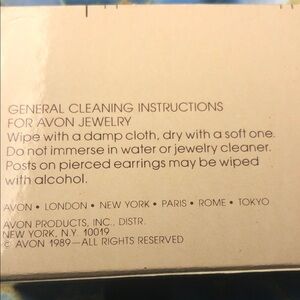 GENERAL CLEANING INSTRUCTIONS
FOR AVON JEWELRY
Wipe with a damp cloth, dry with a soft one.
Do not immerse in water or jewelry cleaner.
Posts on pierced earrings may be wiped
with alcohol.
AVON • LONDON • NEW YORK • PARIS • ROME • TOKYO
AVON PRODUCTS, INC., DISTR.
NEW YORK, N.Y. 10019
© AVON 1989—ALL RIGHTS RESERVED